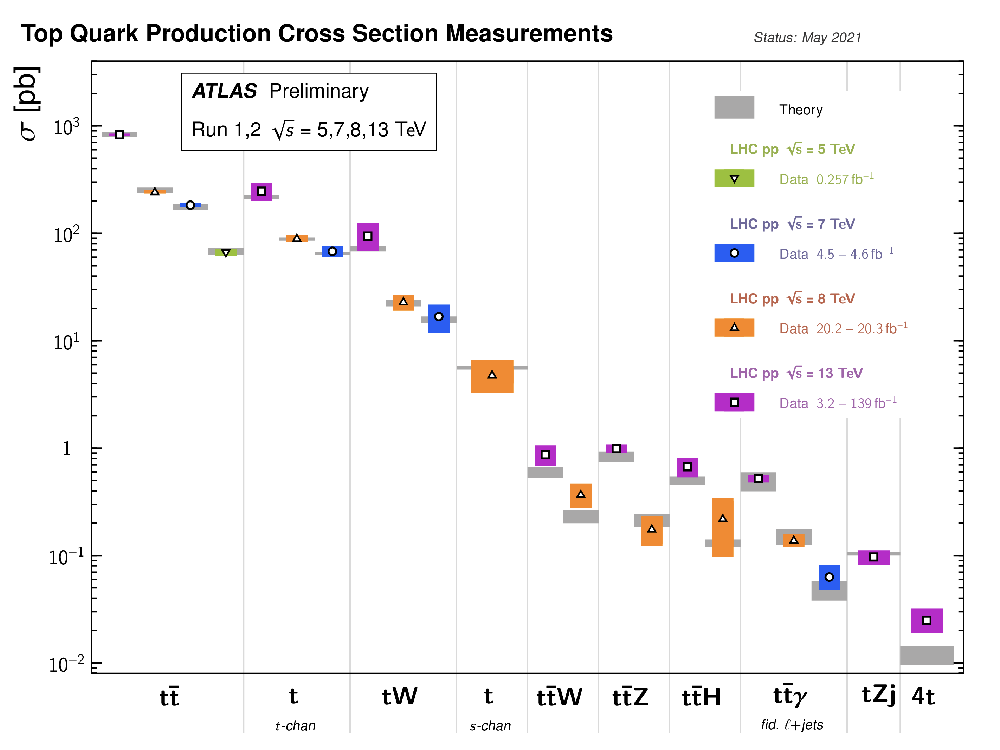 Top Quark Production Cross Section Measurements
Status: May 2021
σ [pb]
ATLAS Preliminary
Run 1,2 √s = 5,7,8,13 TeV
Theory
LHC pp √s = 5 TeV
Data 0.257 fb⁻¹
LHC pp √s = 7 TeV
Data 4.5 – 4.6 fb⁻¹
LHC pp √s = 8 TeV
Data 20.2 – 20.3 fb⁻¹
LHC pp √s = 13 TeV
Data 3.2 – 139 fb⁻¹
10³
10²
10¹
1
10⁻¹
10⁻²
tt̄ t tW t tt̄W tt̄Z tt̄H tt̄γ tZj 4t
t-chan s-chan fid. ℓ+jets